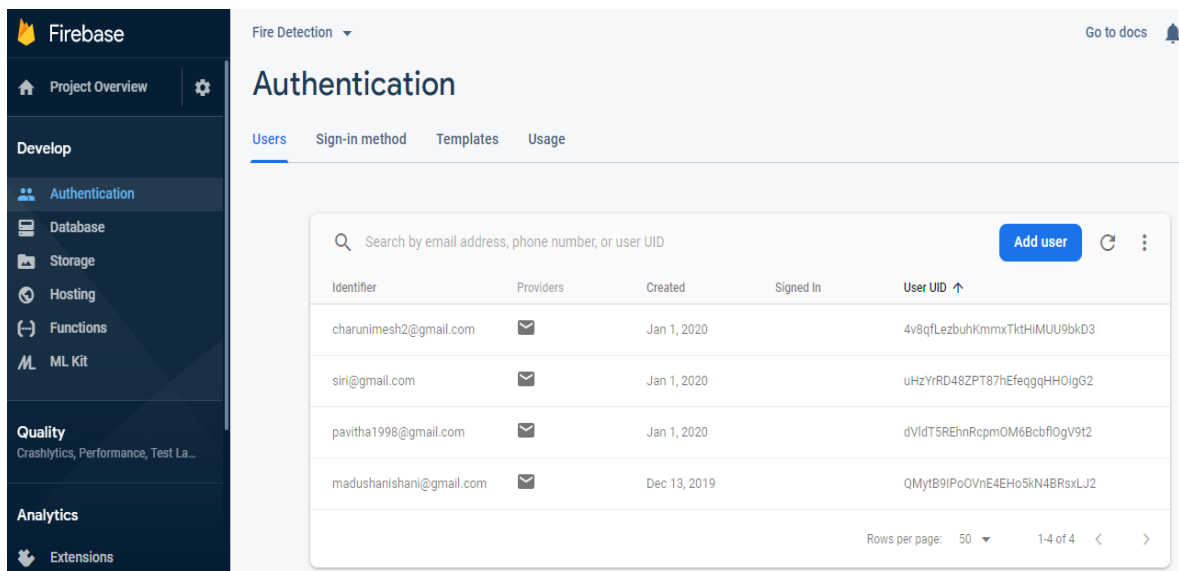 Firebase
Project Overview
Develop
Authentication
Database
Storage
Hosting
Functions
ML Kit
Quality
Crashlytics, Performance, Test La...
Analytics
Extensions
Fire Detection
Go to docs
Authentication
Users Sign-in method Templates Usage
Search by email address, phone number, or user UID
Add user
Identifier Providers Created Signed In User UID
charunimesh2@gmail.com Jan 1, 2020 4v8qfLezbuhKmmxTktHiMUU9bkD3
siri@gmail.com Jan 1, 2020 uHzYrRD48ZPT87hEfeqgqHHOigG2
pavitha1998@gmail.com Jan 1, 2020 dVldT5REhnRcpmOM6BcbflOgV9t2
madushanishani@gmail.com Dec 13, 2019 QMytB9IPoOVnE4EHo5kN4BRsxLJ2
Rows per page: 50 1-4 of 4